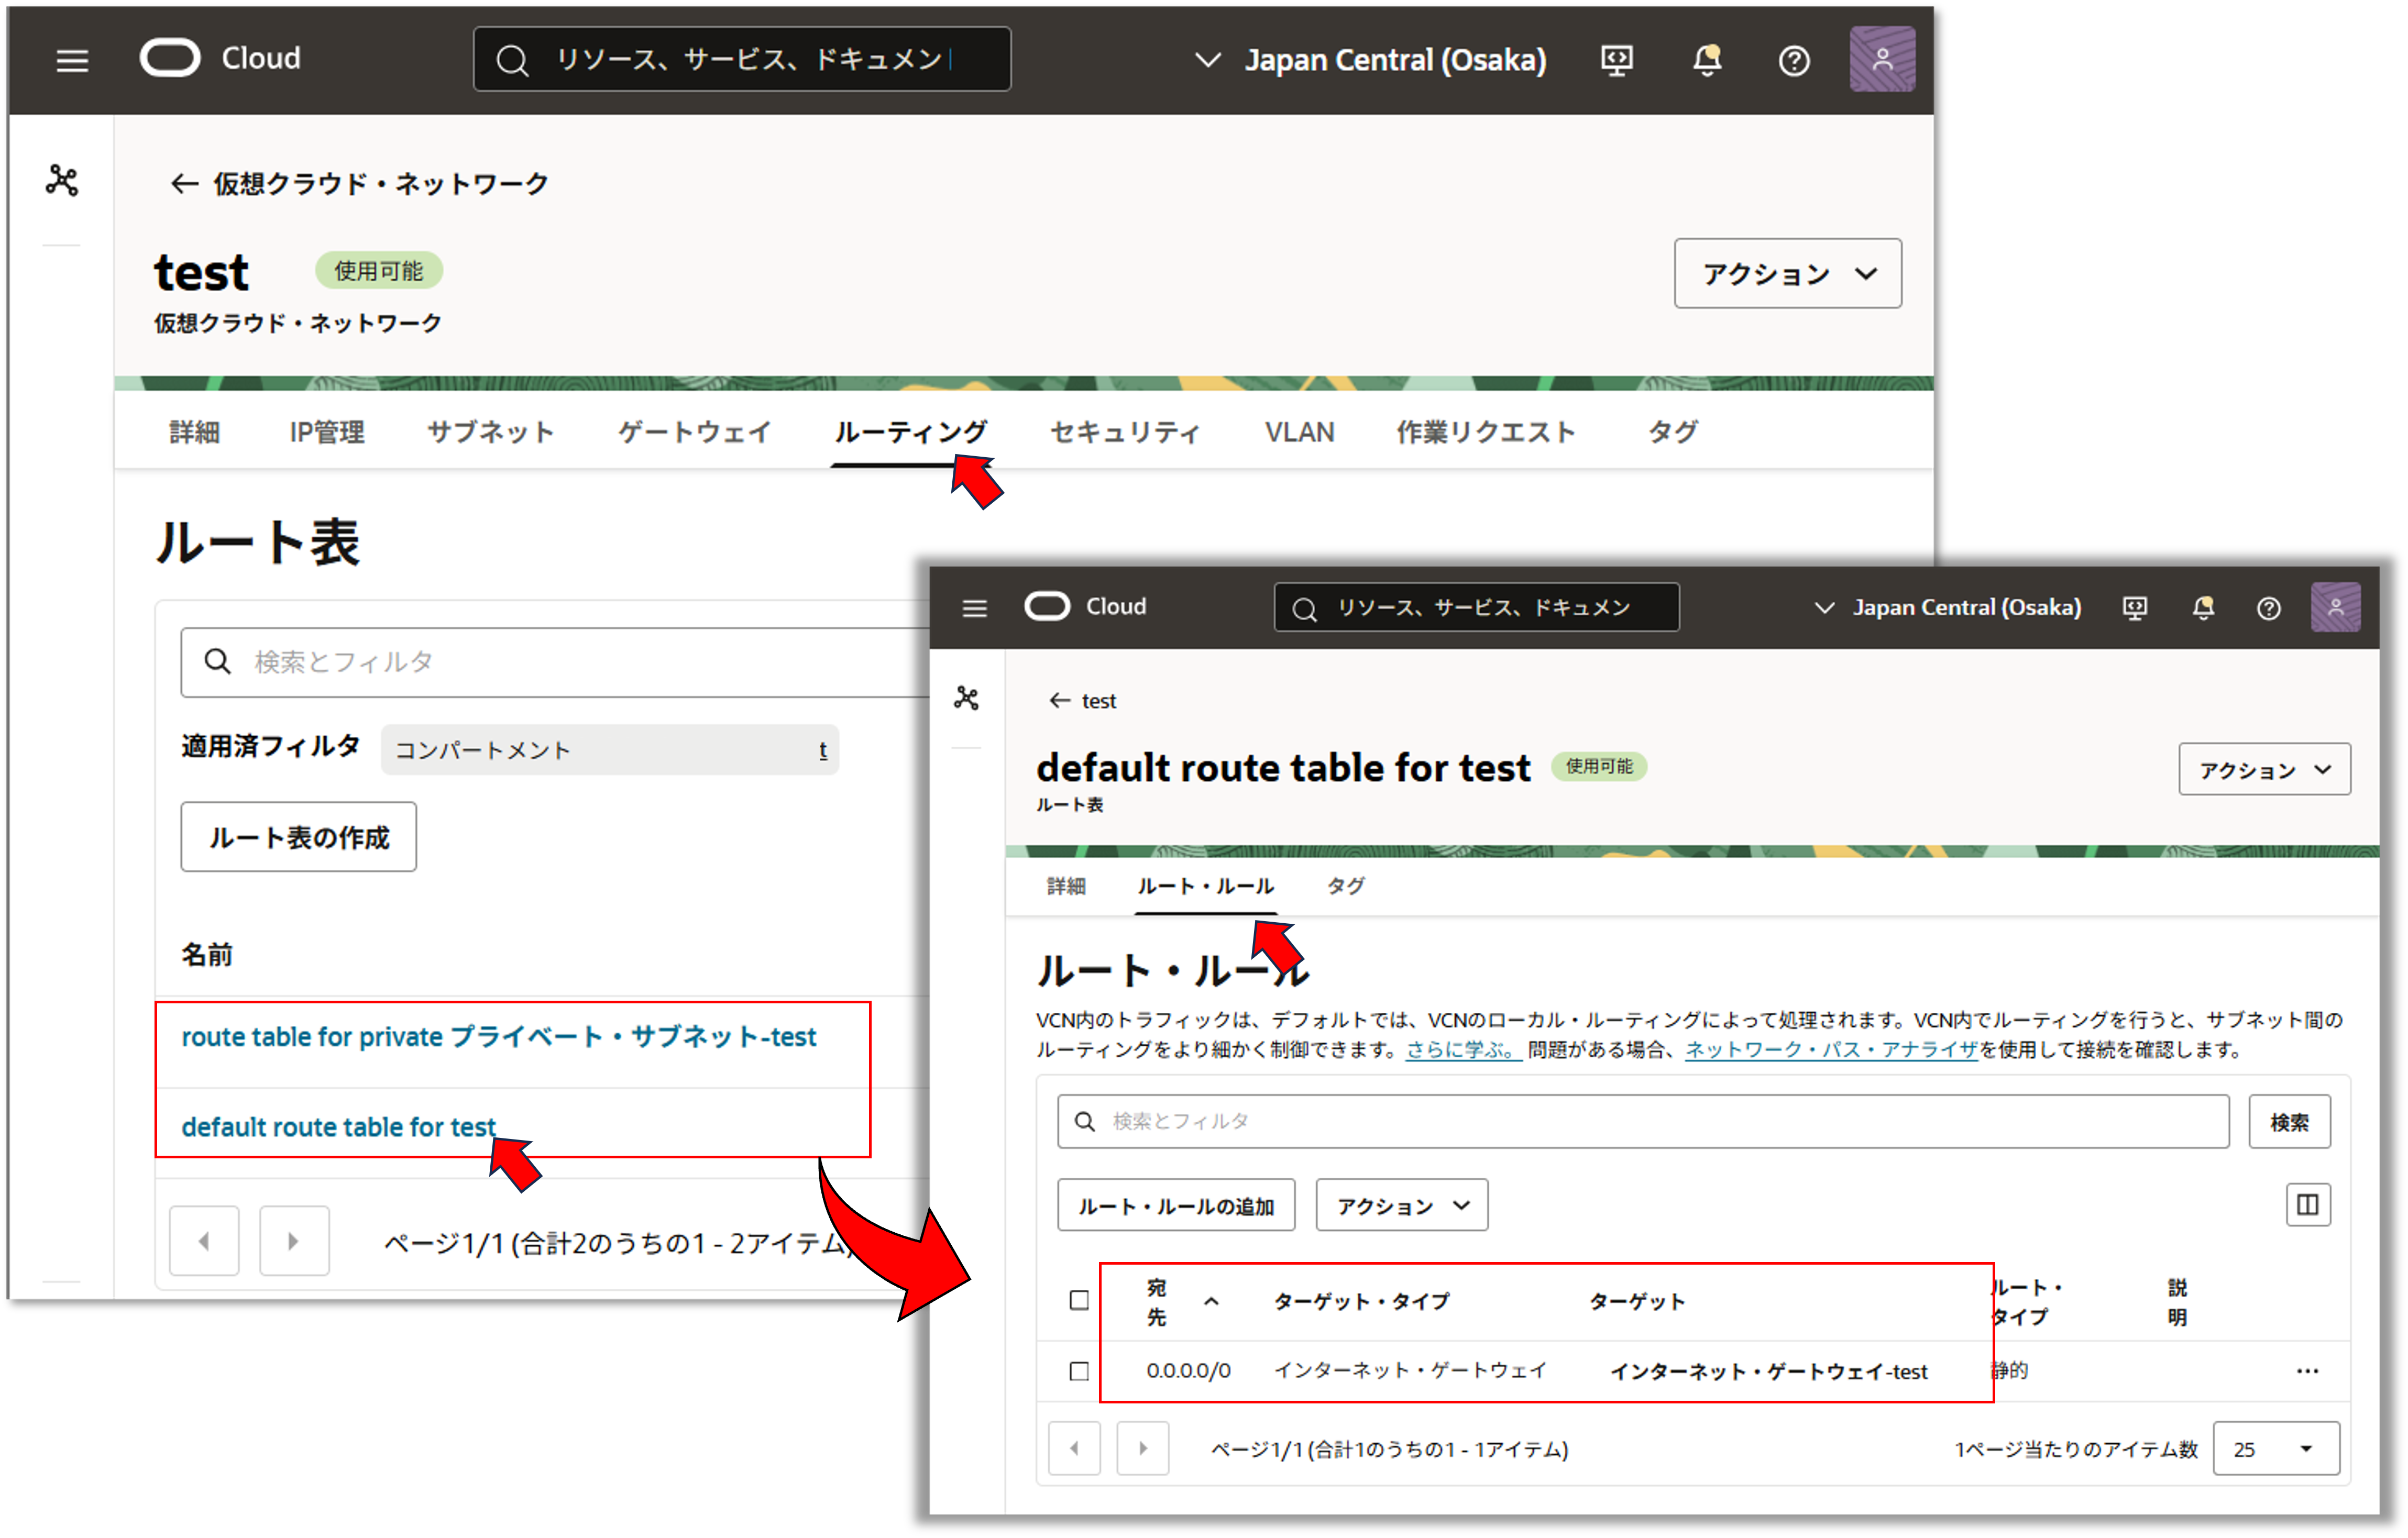 Cloud
リソース、サービス、ドキュメン
Japan Central (Osaka)
仮想クラウド・ネットワーク
test 使用可能
仮想クラウド・ネットワーク
アクション
詳細 IP管理 サブネット ゲートウェイ ルーティング セキュリティ VLAN 作業リクエスト タグ
ルート表
検索とフィルタ
適用済フィルタ コンパートメント t
ルート表の作成
名前
route table for private プライベート・サブネット-test
default route table for test
ページ1/1 (合計2のうちの1 - 2アイテム)
Cloud
リソース、サービス、ドキュメン
Japan Central (Osaka)
test
default route table for test 使用可能
ルート表
アクション
詳細 ルート・ルール タグ
ルート・ルール
VCN内のトラフィックは、デフォルトでは、VCNのローカル・ルーティングによって処理されます。VCN内でルーティングを行うと、サブネット間の
ルーティングをより細かく制御できます。さらに学ぶ。 問題がある場合、ネットワーク・パス・アナライザを使用して接続を確認します。
検索とフィルタ
検索
ルート・ルールの追加 アクション
宛先 ターゲット・タイプ ターゲット ルート・タイプ 説明
0.0.0.0/0 インターネット・ゲートウェイ インターネット・ゲートウェイ-test 静的
ページ1/1 (合計1のうちの1 - 1アイテム)
1ページ当たりのアイテム数 25